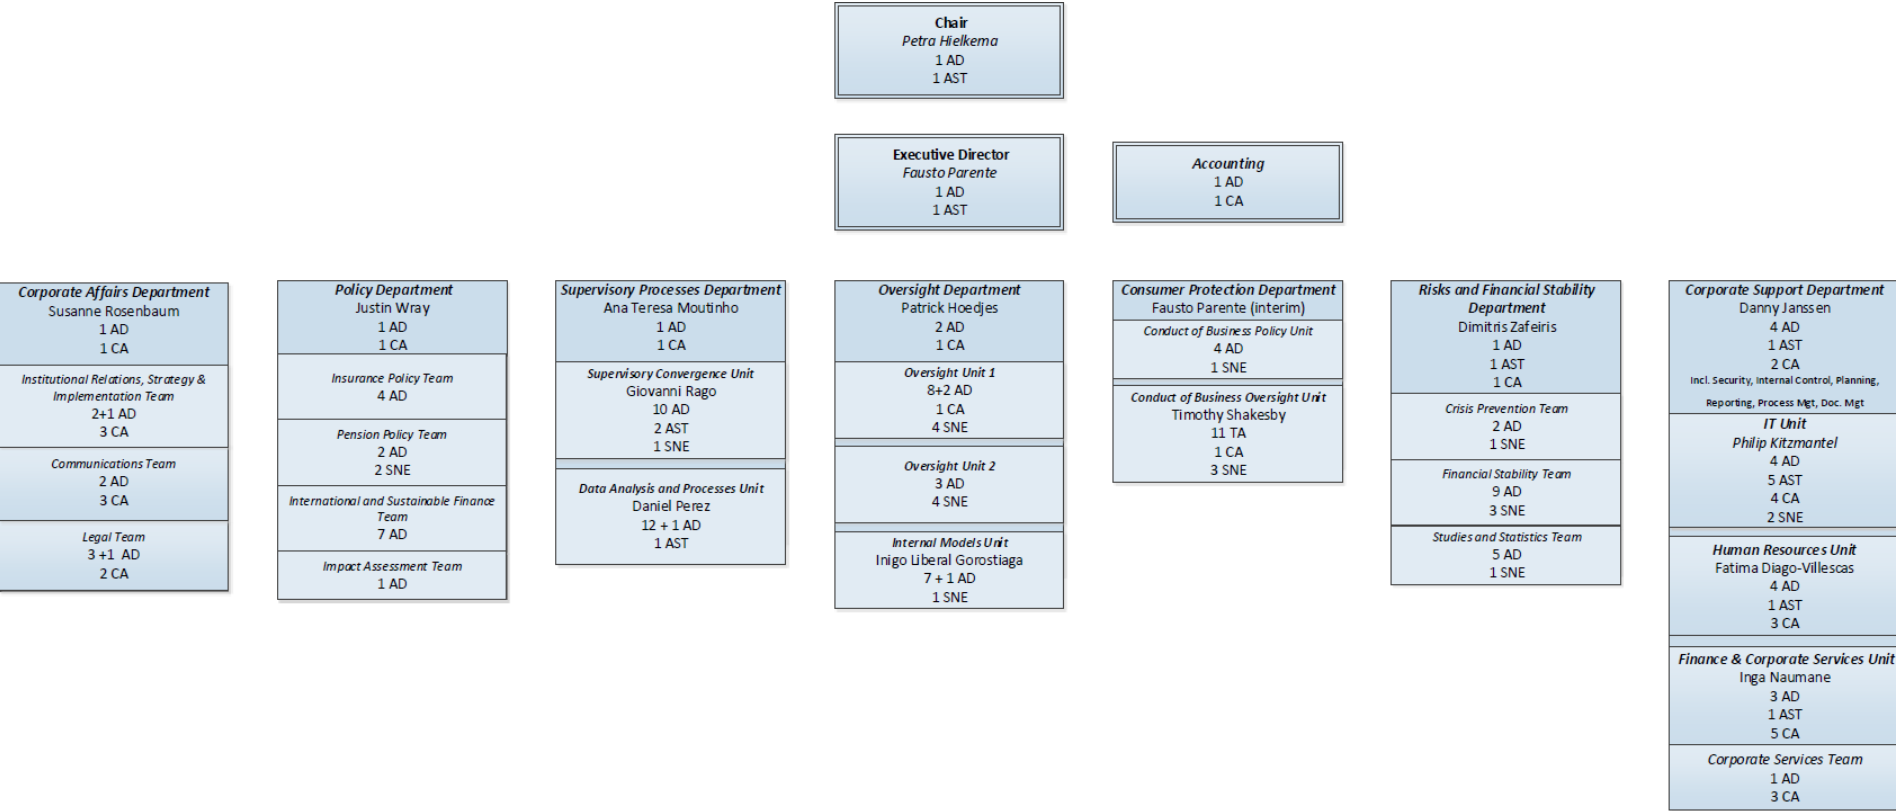 Chair
Petra Hielkema
1 AD
1 AST
Executive Director
Fausto Parente
1 AD
1 AST
Accounting
1 AD
1 CA
Corporate Affairs Department
Susanne Rosenbaum
1 AD
1 CA
Institutional Relations, Strategy &
Implementation Team
2+1 AD
3 CA
Communications Team
2 AD
3 CA
Legal Team
3 +1 AD
2 CA
Policy Department
Justin Wray
1 AD
1 CA
Insurance Policy Team
4 AD
Pension Policy Team
2 AD
2 SNE
International and Sustainable Finance
Team
7 AD
Impact Assessment Team
1 AD
Supervisory Processes Department
Ana Teresa Moutinho
1 AD
1 CA
Supervisory Convergence Unit
Giovanni Rago
10 AD
2 AST
1 SNE
Data Analysis and Processes Unit
Daniel Perez
12 + 1 AD
1 AST
Oversight Department
Patrick Hoedjes
2 AD
1 CA
Oversight Unit 1
8+2 AD
1 CA
4 SNE
Oversight Unit 2
3 AD
4 SNE
Internal Models Unit
Inigo Liberal Gorostiaga
7 + 1 AD
1 SNE
Consumer Protection Department
Fausto Parente (interim)
Conduct of Business Policy Unit
4 AD
1 SNE
Conduct of Business Oversight Unit
Timothy Shakesby
11 TA
1 CA
3 SNE
Risks and Financial Stability
Department
Dimitris Zafeiris
1 AD
1 AST
1 CA
Crisis Prevention Team
2 AD
1 SNE
Financial Stability Team
9 AD
3 SNE
Studies and Statistics Team
5 AD
1 SNE
Corporate Support Department
Danny Janssen
4 AD
1 AST
2 CA
Incl. Security, Internal Control, Planning,
Reporting, Process Mgt, Doc. Mgt
IT Unit
Philip Kitzmantel
4 AD
5 AST
4 CA
2 SNE
Human Resources Unit
Fatima Diago-Villescas
4 AD
1 AST
3 CA
Finance & Corporate Services Unit
Inga Naumane
3 AD
1 AST
5 CA
Corporate Services Team
1 AD
3 CA